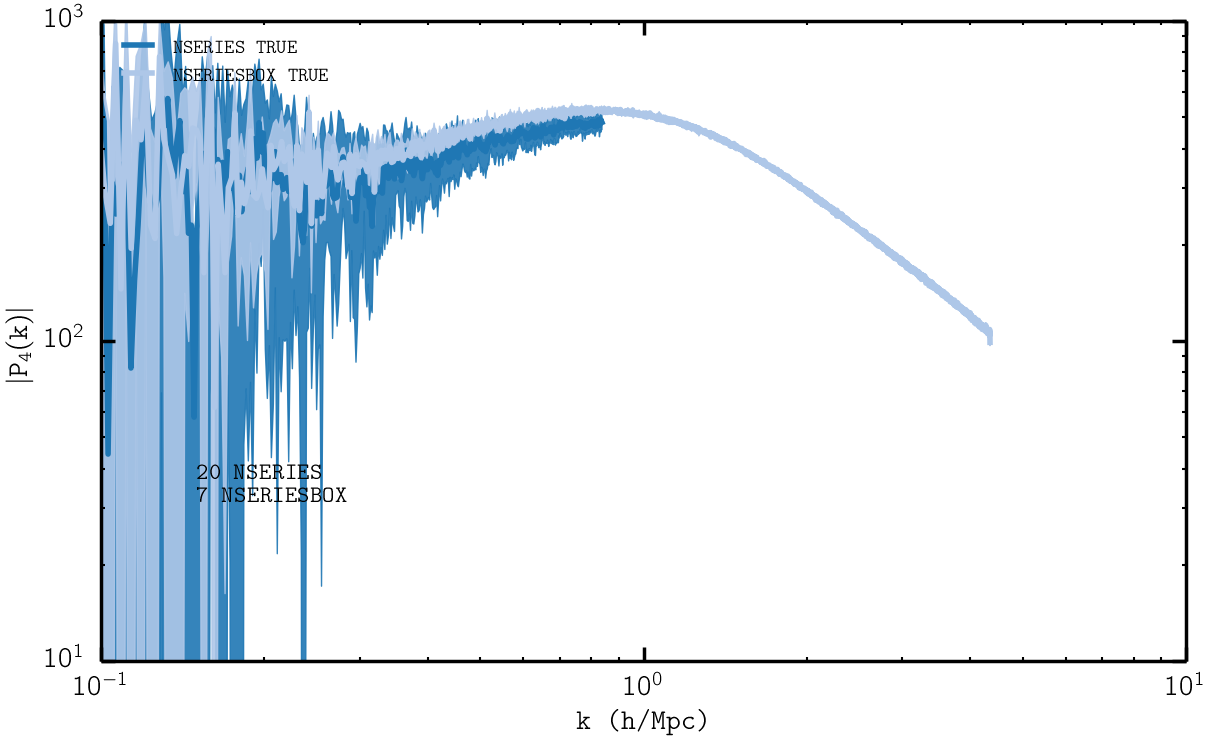 10³
NSERIES TRUE
NSERIESBOX TRUE
|P₄(k)|
10²
20 NSERIES
7 NSERIESBOX
10¹
10⁻¹
10⁰
10¹
k (h/Mpc)